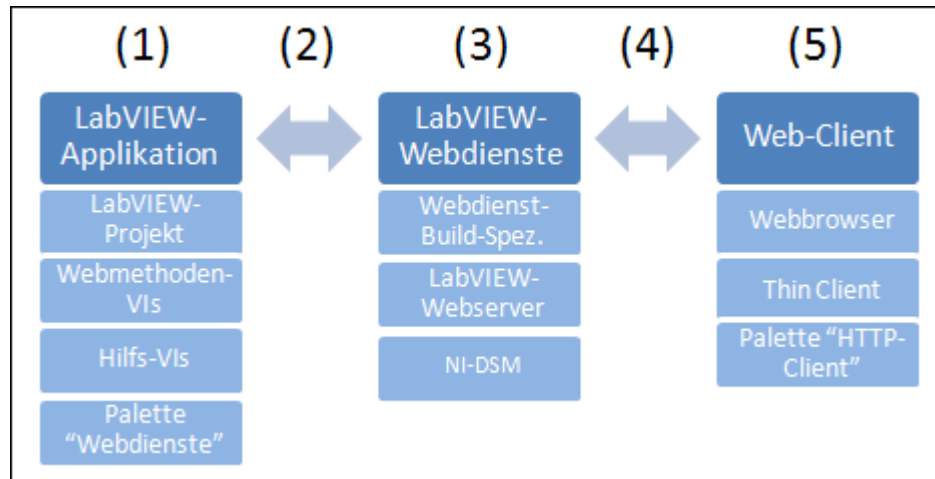 (1)
(2)
(3)
(4)
(5)
LabVIEW-
Applikation
LabVIEW-
Projekt
Webmethoden-
VIs
Hilfs-VIs
Palette
“Webdienste”
LabVIEW-
Webdienste
Webdienst-
Build-Spez.
LabVIEW-
Webserver
NI-DSM
Web-Client
Webbrowser
Thin Client
Palette “HTTP-
Client”